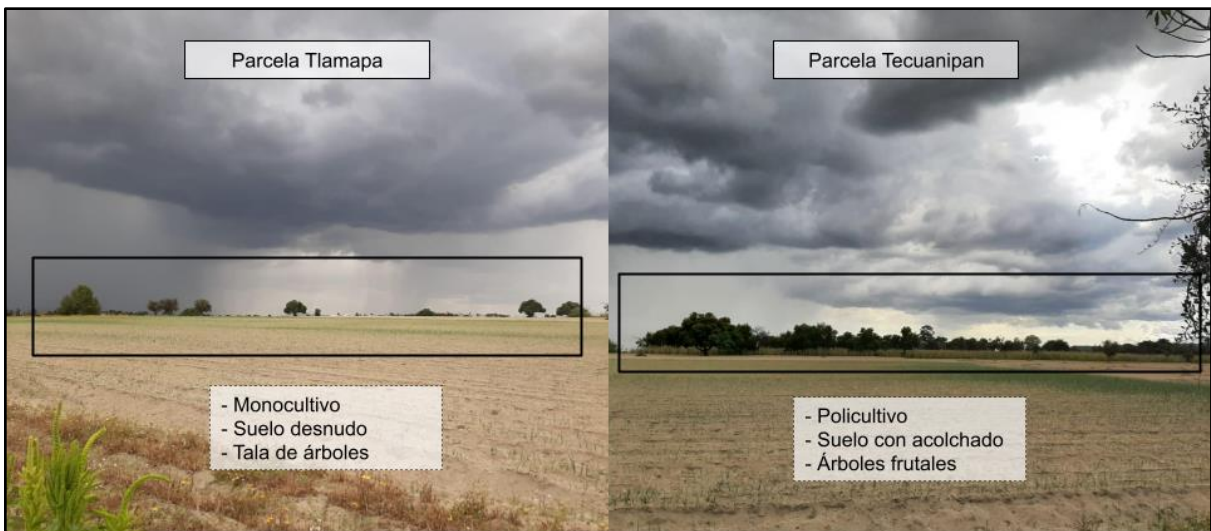 Parcela Tlamapa
- Monocultivo
- Suelo desnudo
- Tala de árboles
Parcela Tecuanipan
- Policultivo
- Suelo con acolchado
- Árboles frutales